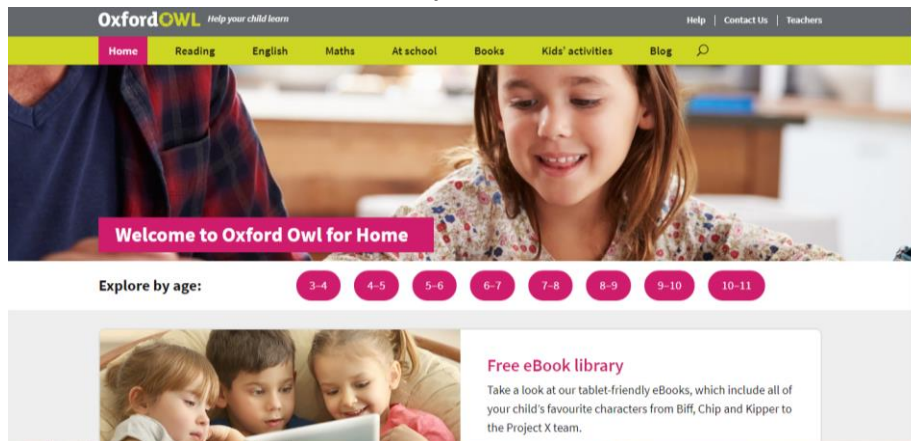 OxfordOWL Help your child learn Help | Contact Us | Teachers
Home Reading English Maths At school Books Kids' activities Blog
Welcome to Oxford Owl for Home
Explore by age: 3–4 4–5 5–6 6–7 7–8 8–9 9–10 10–11
Free eBook library
Take a look at our tablet-friendly eBooks, which include all of
your child's favourite characters from Biff, Chip and Kipper to
the Project X team.